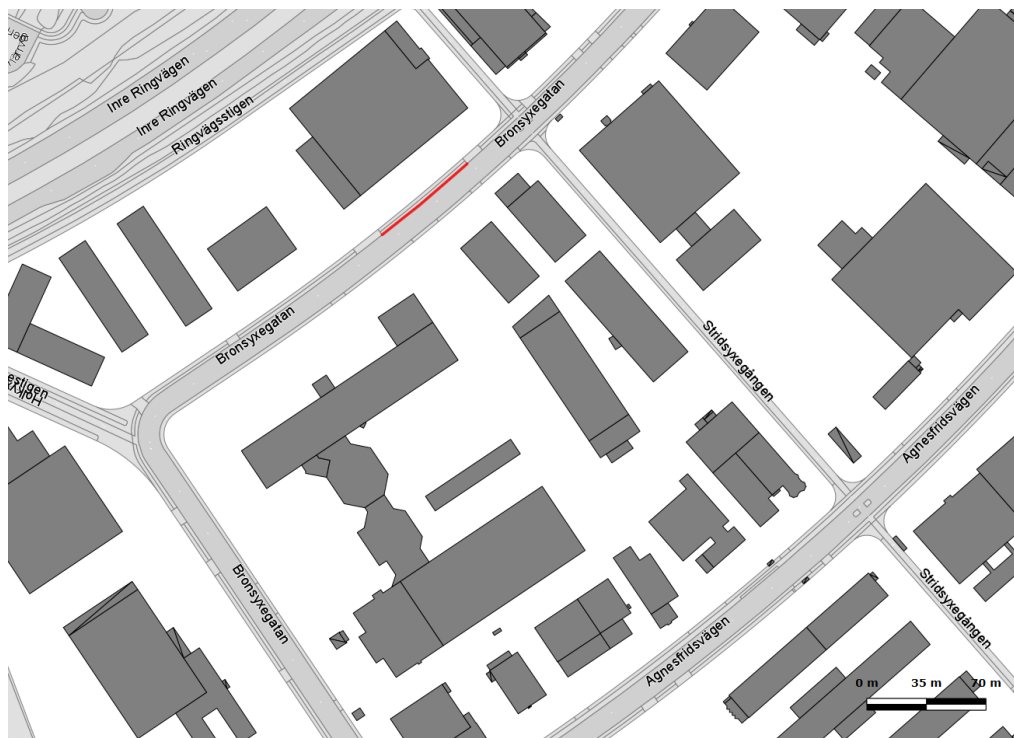 Inre Ringvägen
Inre Ringvägen
Ringvägsstigen
Bronsyxegatan
Bronsyxegatan
Stridsyxegången
Agnesfridsvägen
Bronsyxegatan
Stridsyxegången
Agnesfridsvägen
0 m 35 m 70 m